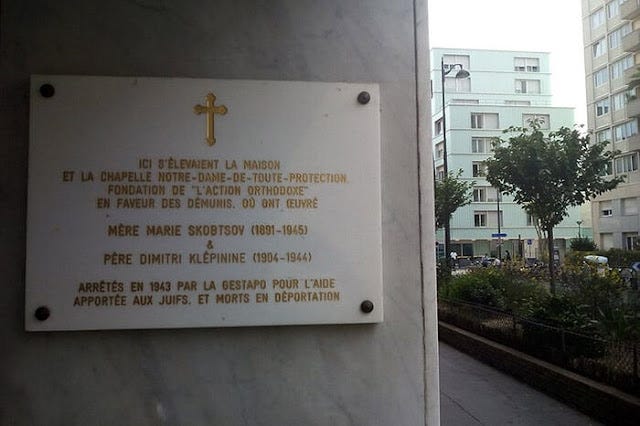 ICI S'ÉLEVAIENT LA MAISON
ET LA CHAPELLE NOTRE-DAME-DE-TOUTE-PROTECTION,
FONDATION DE "L'ACTION ORTHODOXE"
EN FAVEUR DES DÉMUNIS, OÙ ONT ŒUVRÉ
MÈRE MARIE SKOBTSOV (1891-1945)
&
PÈRE DIMITRI KLÉPININE (1904-1944)
ARRÊTÉS EN 1943 PAR LA GESTAPO POUR L'AIDE
APPORTÉE AUX JUIFS, ET MORTS EN DÉPORTATION